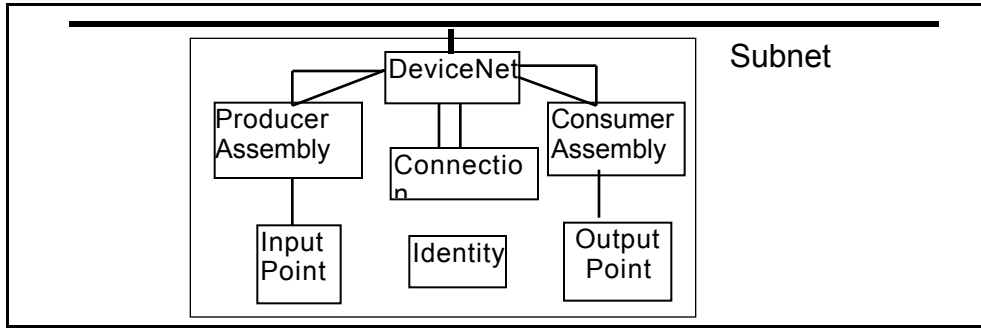 Subnet
DeviceNet
Producer
Assembly
Connectio
n
Consumer
Assembly
Input
Point
Identity
Output
Point